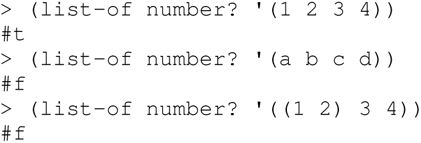 > (list-of number? '(1 2 3 4))
#t
> (list-of number? '(a b c d))
#f
> (list-of number? '((1 2) 3 4))
#f